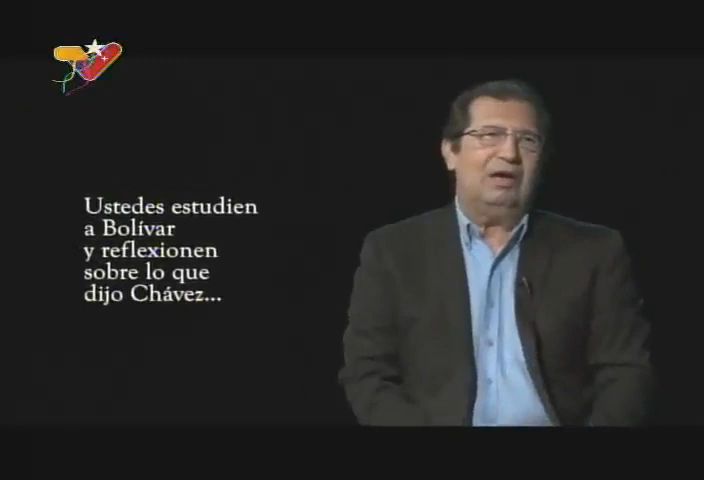 Ustedes estudien
a Bolívar
y reflexionen
sobre lo que
dijo Chávez...